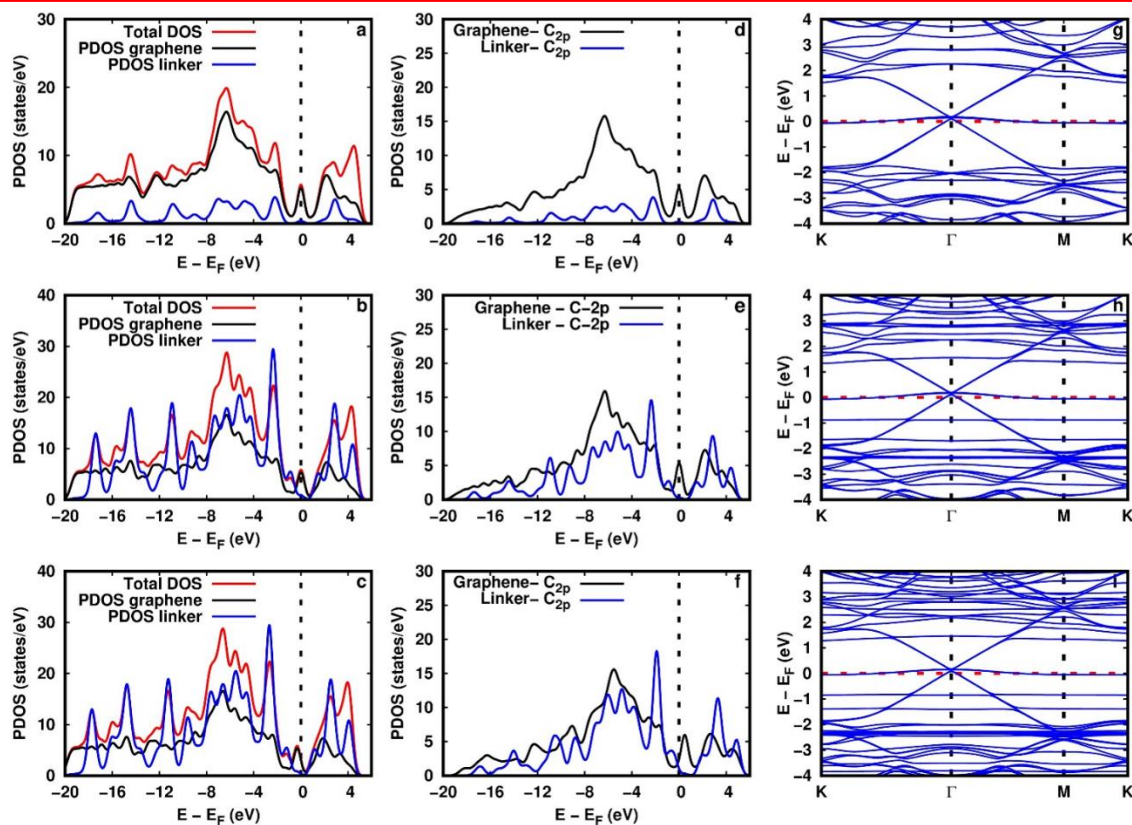 Total DOS
PDOS graphene
PDOS linker
a
PDOS (states/eV)
30
20
10
0
−20 −16 −12 −8 −4 0 4
E − E_F (eV)
Graphene− C_2p
Linker− C_2p
d
PDOS (states/eV)
30
25
20
15
10
5
0
−20 −16 −12 −8 −4 0 4
E − E_F (eV)
g
E − E_F (eV)
4
3
2
1
0
−1
−2
−3
−4
K Γ M K
Total DOS
PDOS graphene
PDOS linker
b
PDOS (states/eV)
40
30
20
10
0
−20 −16 −12 −8 −4 0 4
E − E_F (eV)
Graphene − C−2p
Linker − C−2p
e
PDOS (states/eV)
30
25
20
15
10
5
0
−20 −16 −12 −8 −4 0 4
E − E_F (eV)
h
E − E_F (eV)
4
3
2
1
0
−1
−2
−3
−4
K Γ M K
Total DOS
PDOS graphene
PDOS linker
c
PDOS (states/eV)
40
30
20
10
0
−20 −16 −12 −8 −4 0 4
E − E_F (eV)
Graphene− C_2p
Linker− C_2p
f
PDOS (states/eV)
30
25
20
15
10
5
0
−20 −16 −12 −8 −4 0 4
E − E_F (eV)
i
E − E_F (eV)
4
3
2
1
0
−1
−2
−3
−4
K Γ M K